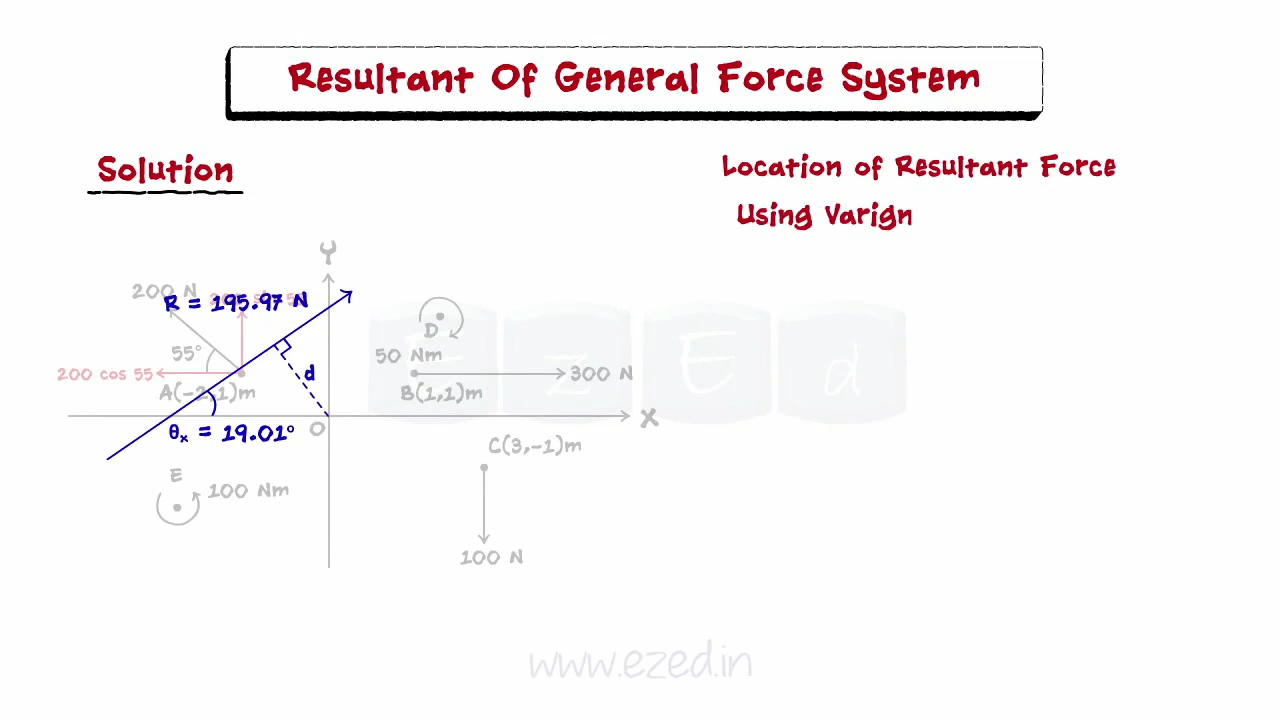 Resultant Of General Force System
Solution
Location of Resultant Force
Using Varign
Y
200 N
R = 195.97 N
D
55°
50 Nm
d
200 cos 55
300 N
A(-2,1)m
B(1,1)m
X
O
θx = 19.01°
C(3,-1)m
E
100 Nm
100 N
E z E d
www.ezed.in